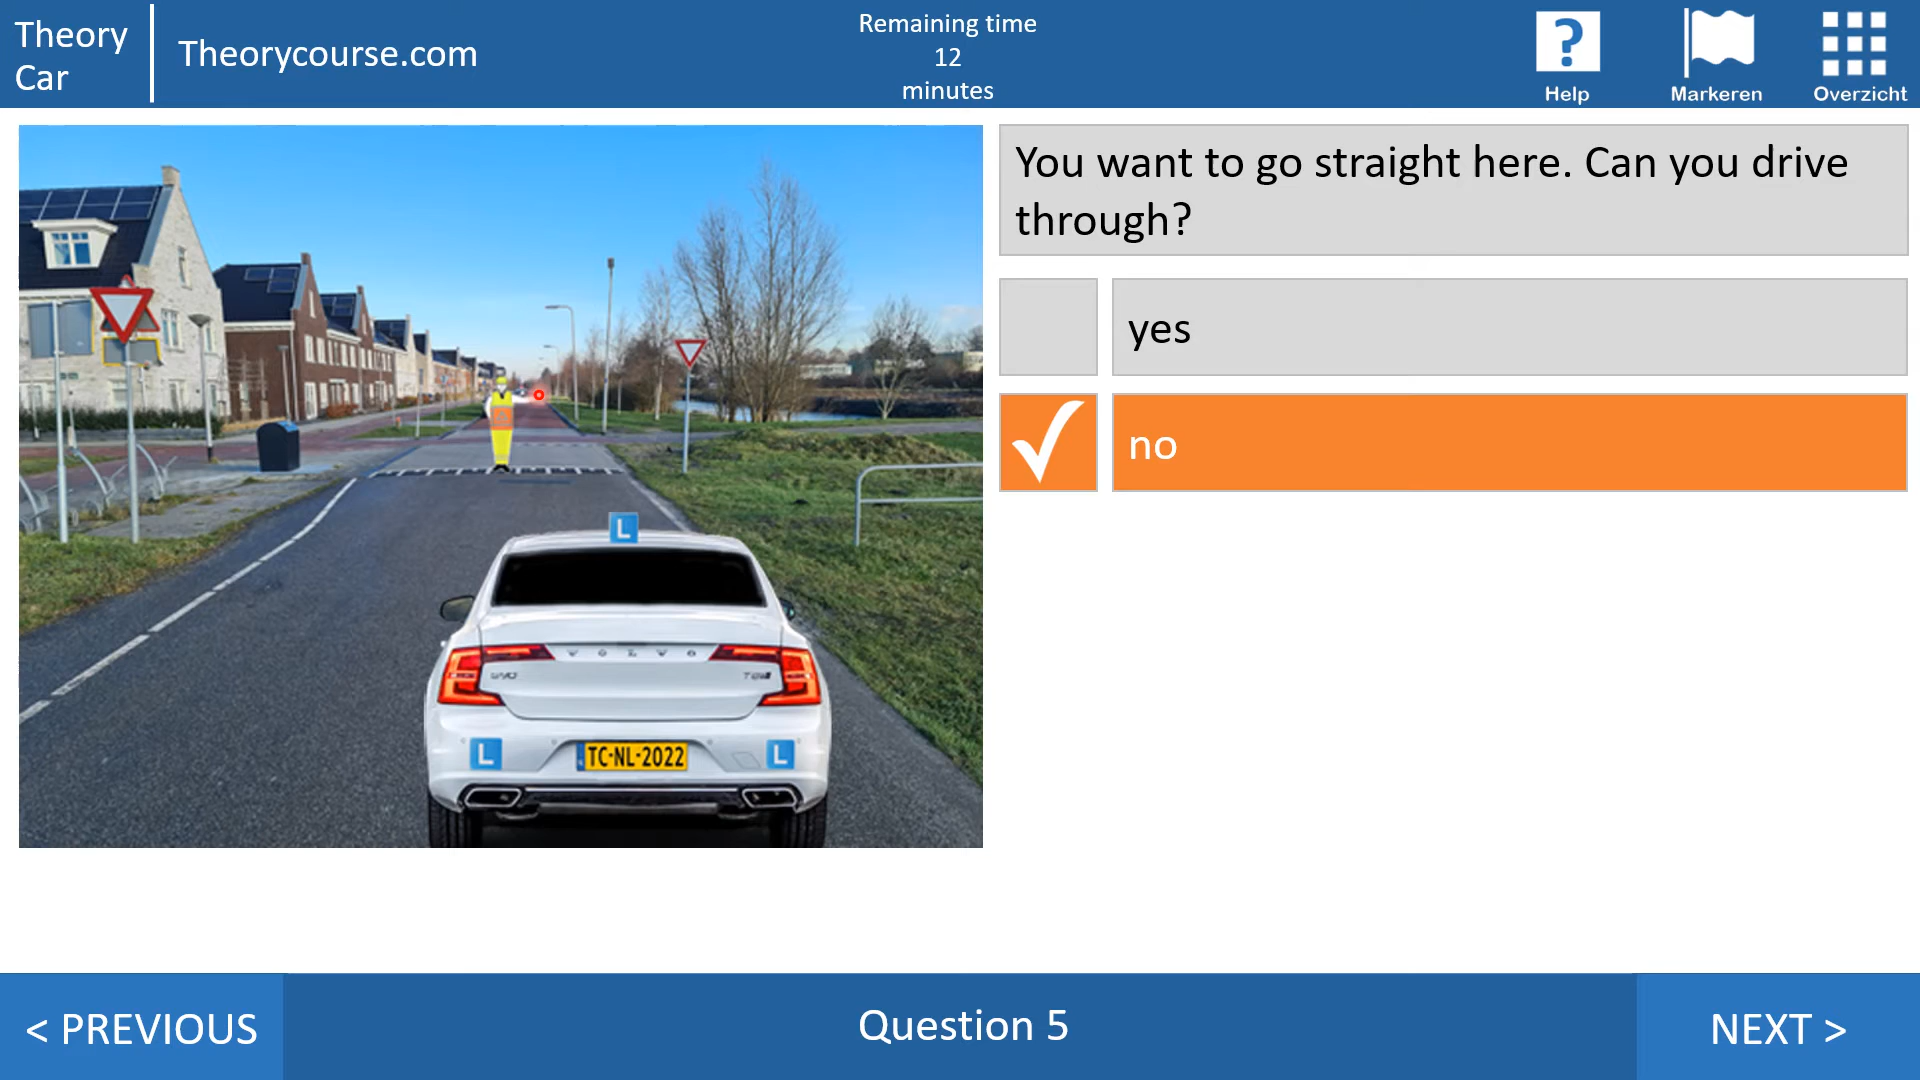 Theory
Car
Theorycourse.com
Remaining time
12
minutes
Help
Markeren
Overzicht
You want to go straight here. Can you drive
through?
yes
no
L
VOLVO
L
TC-NL-2022
L
< PREVIOUS
Question 5
NEXT >